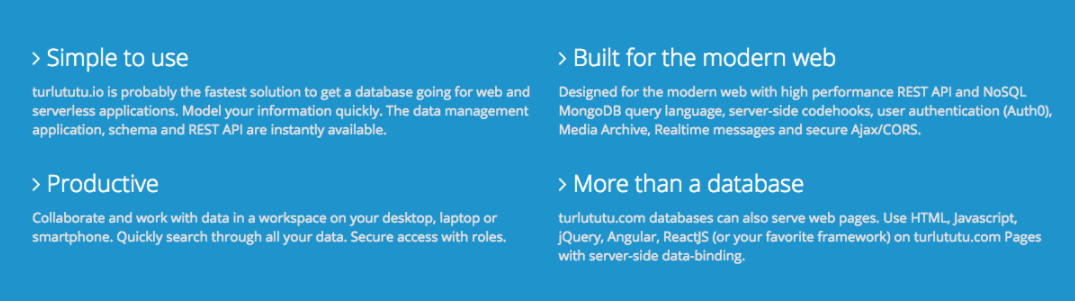 > Simple to use
turlututu.io is probably the fastest solution to get a database going for web and
serverless applications. Model your information quickly. The data management
application, schema and REST API are instantly available.
> Built for the modern web
Designed for the modern web with high performance REST API and NoSQL
MongoDB query language, server-side codehooks, user authentication (Auth0),
Media Archive, Realtime messages and secure Ajax/CORS.
> Productive
Collaborate and work with data in a workspace on your desktop, laptop or
smartphone. Quickly search through all your data. Secure access with roles.
> More than a database
turlututu.com databases can also serve web pages. Use HTML, Javascript,
jQuery, Angular, ReactJS (or your favorite framework) on turlututu.com Pages
with server-side data-binding.